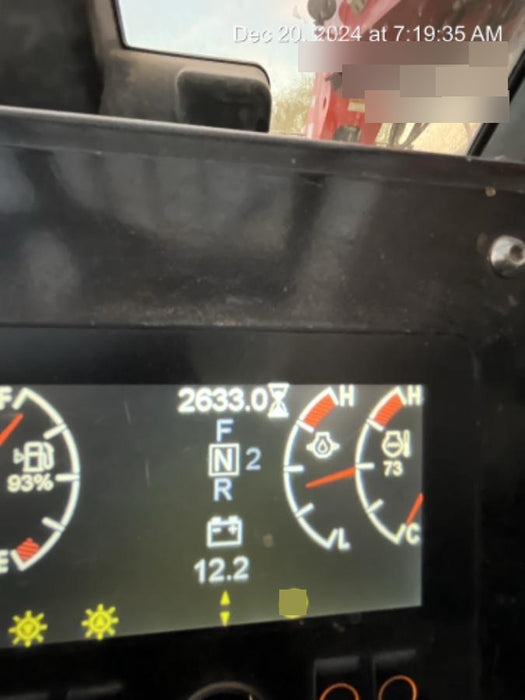 Dec 20, 2024 at 7:19:35 AM
2633.0
F H H
F
N 2
93% 73
R
E L C
12.2